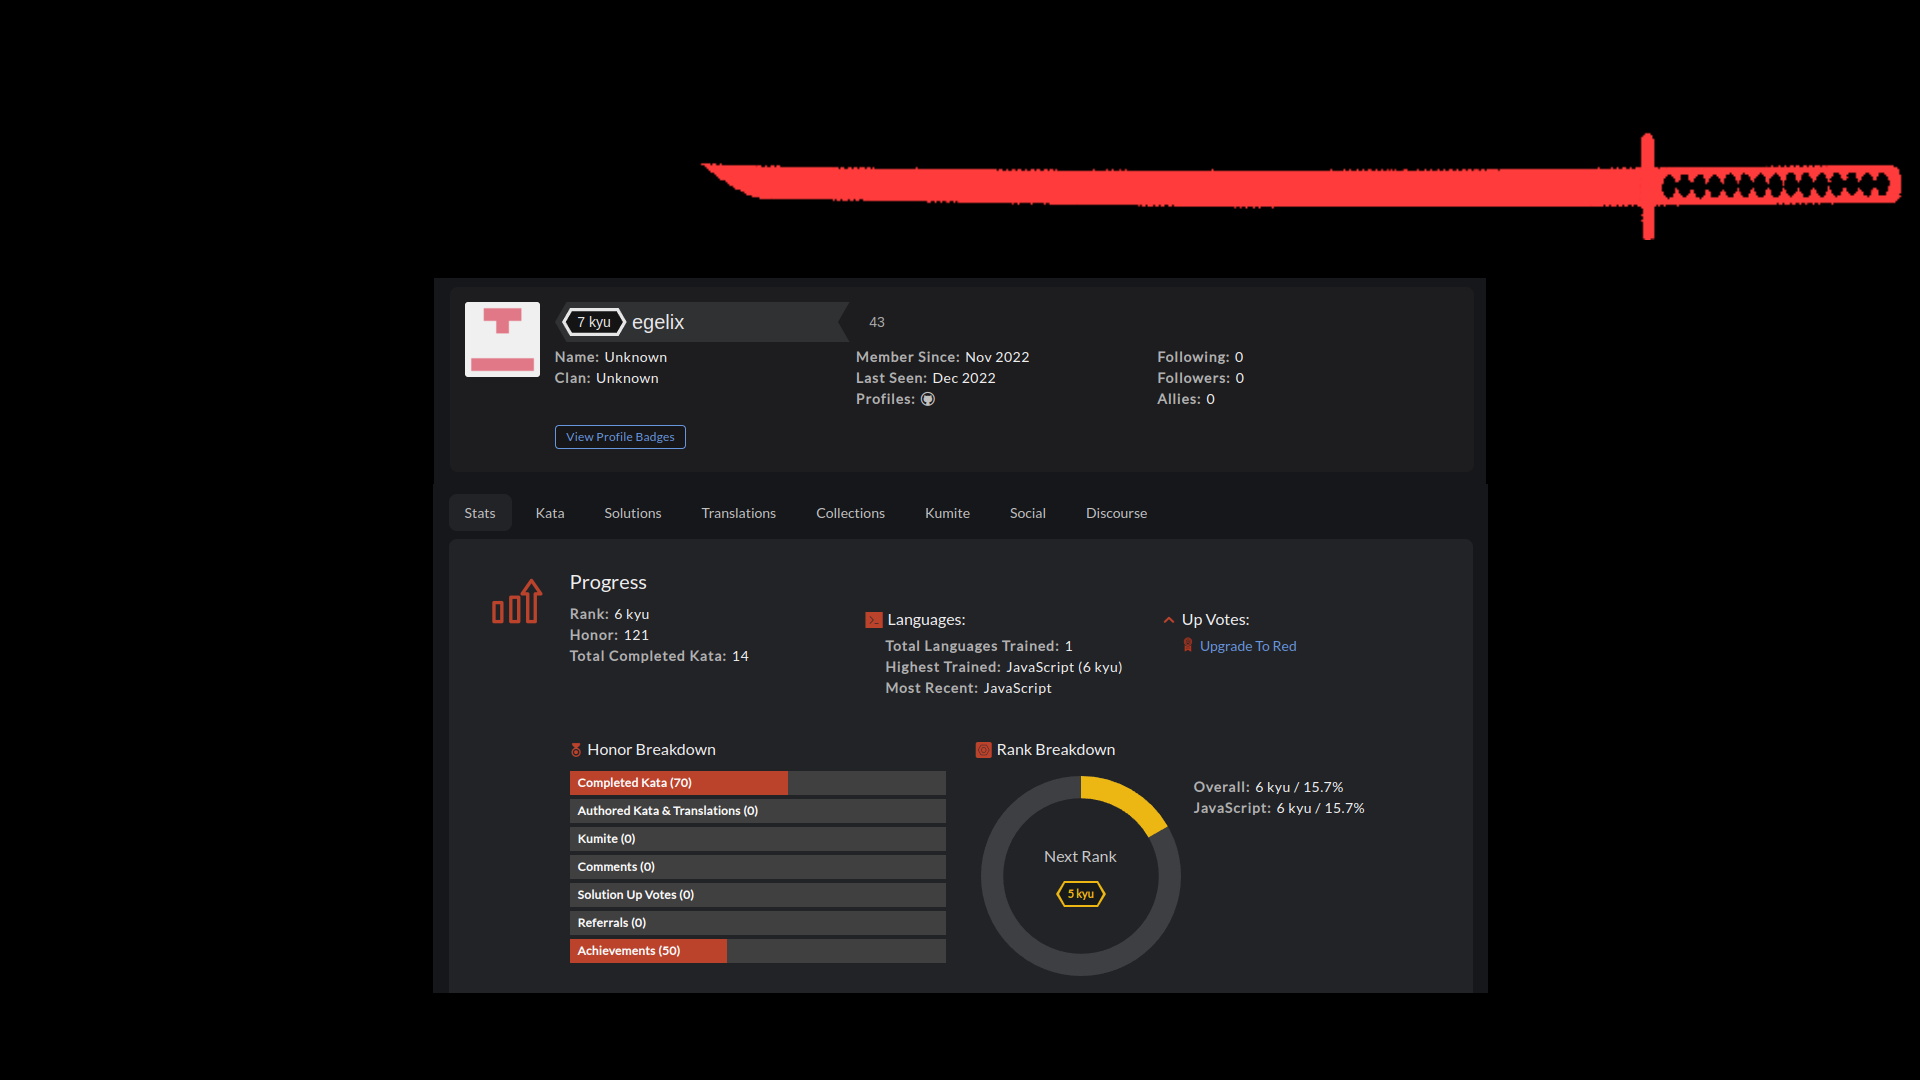 7 kyu egelix 43
Name: Unknown Member Since: Nov 2022 Following: 0
Clan: Unknown Last Seen: Dec 2022 Followers: 0
Profiles: Allies: 0
View Profile Badges
Stats Kata Solutions Translations Collections Kumite Social Discourse
Progress
Rank: 6 kyu
Honor: 121
Total Completed Kata: 14
Languages:
Total Languages Trained: 1
Highest Trained: JavaScript (6 kyu)
Most Recent: JavaScript
Up Votes:
Upgrade To Red
Honor Breakdown
Completed Kata (70)
Authored Kata & Translations (0)
Kumite (0)
Comments (0)
Solution Up Votes (0)
Referrals (0)
Achievements (50)
Rank Breakdown
Next Rank
5 kyu
Overall: 6 kyu / 15.7%
JavaScript: 6 kyu / 15.7%